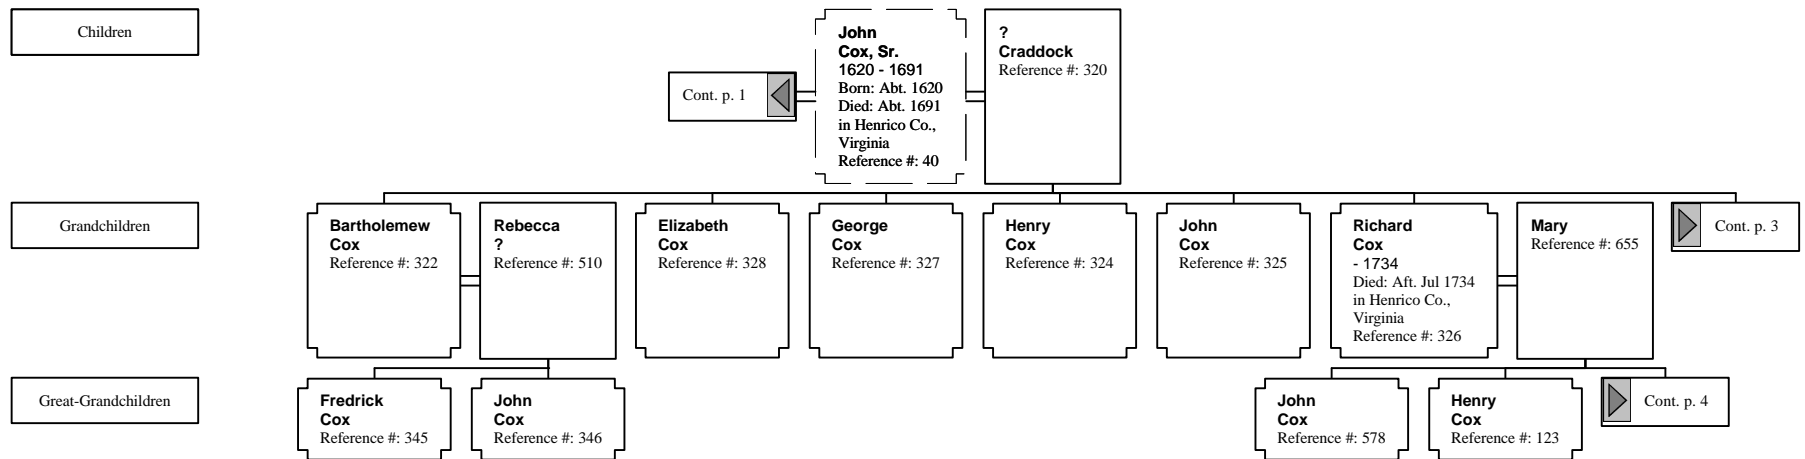 Children
Cont. p. 1
John
Cox, Sr.
1620 - 1691
Born: Abt. 1620
Died: Abt. 1691
in Henrico Co.,
Virginia
Reference #: 40
?
Craddock
Reference #: 320
Grandchildren
Bartholemew
Cox
Reference #: 322
Rebecca
?
Reference #: 510
Elizabeth
Cox
Reference #: 328
George
Cox
Reference #: 327
Henry
Cox
Reference #: 324
John
Cox
Reference #: 325
Richard
Cox
- 1734
Died: Aft. Jul 1734
in Henrico Co.,
Virginia
Reference #: 326
Mary
Reference #: 655
Cont. p. 3
Great-Grandchildren
Fredrick
Cox
Reference #: 345
John
Cox
Reference #: 346
John
Cox
Reference #: 578
Henry
Cox
Reference #: 123
Cont. p. 4